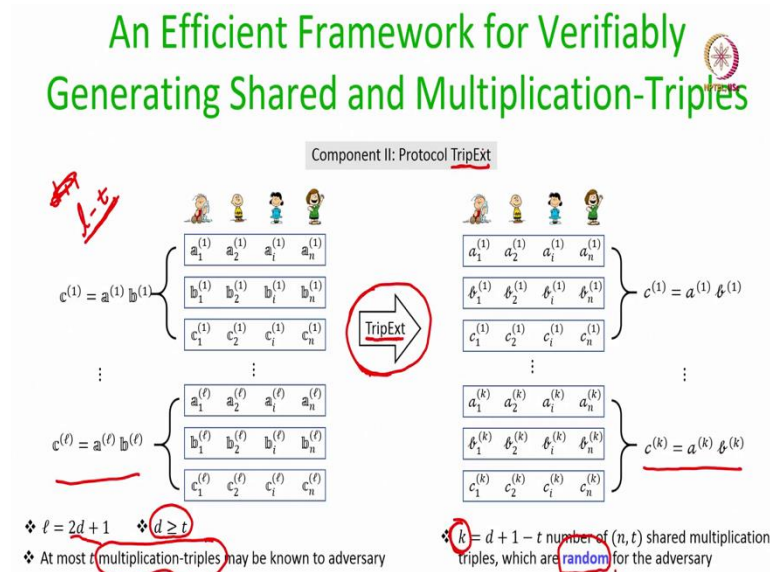 An Efficient Framework for Verifiably
Generating Shared and Multiplication-Triples
Component II: Protocol TripExt
ℓ - t
𝕒₁⁽¹⁾ 𝕒₂⁽¹⁾ 𝕒ᵢ⁽¹⁾ 𝕒ₙ⁽¹⁾
𝕔⁽¹⁾ = 𝕒⁽¹⁾ 𝕓⁽¹⁾
𝕓₁⁽¹⁾ 𝕓₂⁽¹⁾ 𝕓ᵢ⁽¹⁾ 𝕓ₙ⁽¹⁾
𝕔₁⁽¹⁾ 𝕔₂⁽¹⁾ 𝕔ᵢ⁽¹⁾ 𝕔ₙ⁽¹⁾
⋮ ⋮
𝕒₁⁽ℓ⁾ 𝕒₂⁽ℓ⁾ 𝕒ᵢ⁽ℓ⁾ 𝕒ₙ⁽ℓ⁾
𝕔⁽ℓ⁾ = 𝕒⁽ℓ⁾ 𝕓⁽ℓ⁾
𝕓₁⁽ℓ⁾ 𝕓₂⁽ℓ⁾ 𝕓ᵢ⁽ℓ⁾ 𝕓ₙ⁽ℓ⁾
𝕔₁⁽ℓ⁾ 𝕔₂⁽ℓ⁾ 𝕔ᵢ⁽ℓ⁾ 𝕔ₙ⁽ℓ⁾
❖ ℓ = 2d + 1 ❖ d ≥ t
❖ At most t multiplication-triples may be known to adversary
TripExt
a₁⁽¹⁾ a₂⁽¹⁾ aᵢ⁽¹⁾ aₙ⁽¹⁾
𝒷₁⁽¹⁾ 𝒷₂⁽¹⁾ 𝒷ᵢ⁽¹⁾ 𝒷ₙ⁽¹⁾
c⁽¹⁾ = a⁽¹⁾ 𝒷⁽¹⁾
c₁⁽¹⁾ c₂⁽¹⁾ cᵢ⁽¹⁾ cₙ⁽¹⁾
⋮ ⋮
a₁⁽ᵏ⁾ a₂⁽ᵏ⁾ aᵢ⁽ᵏ⁾ aₙ⁽ᵏ⁾
𝒷₁⁽ᵏ⁾ 𝒷₂⁽ᵏ⁾ 𝒷ᵢ⁽ᵏ⁾ 𝒷ₙ⁽ᵏ⁾
c⁽ᵏ⁾ = a⁽ᵏ⁾ 𝒷⁽ᵏ⁾
c₁⁽ᵏ⁾ c₂⁽ᵏ⁾ cᵢ⁽ᵏ⁾ cₙ⁽ᵏ⁾
❖ k = d + 1 − t number of (n, t) shared multiplication
triples, which are random for the adversary